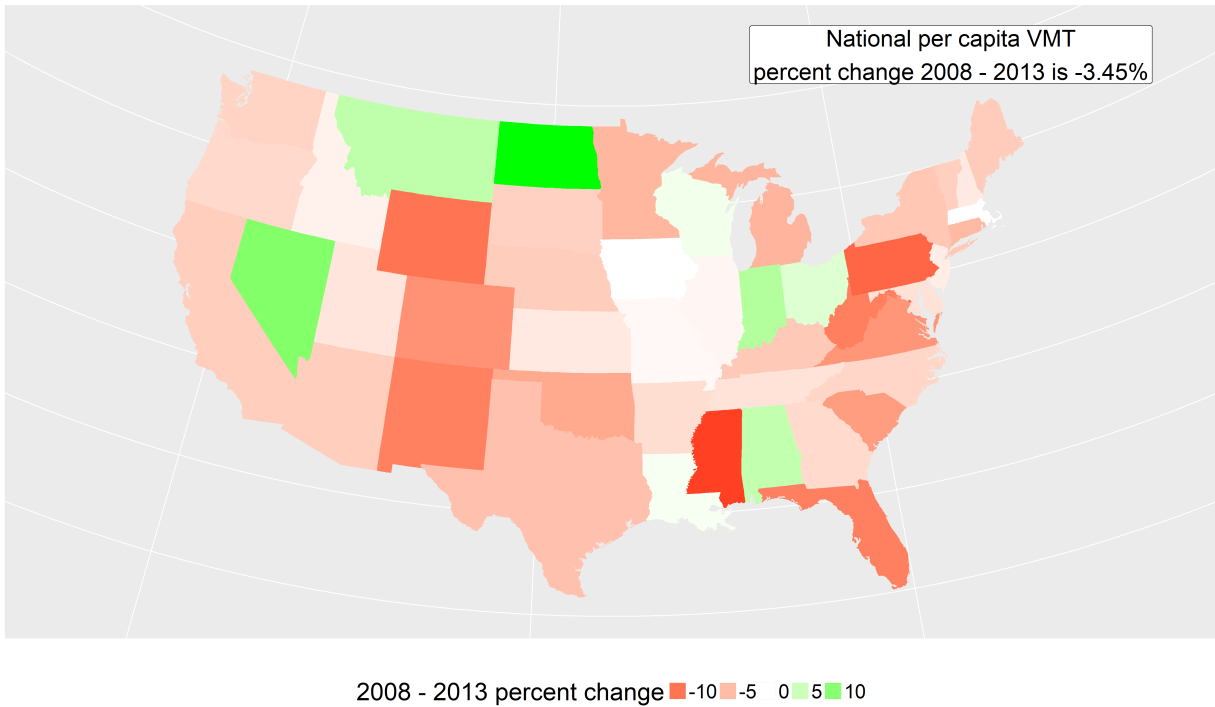 National per capita VMT
percent change 2008 - 2013 is -3.45%
2008 - 2013 percent change -10 -5 0 5 10